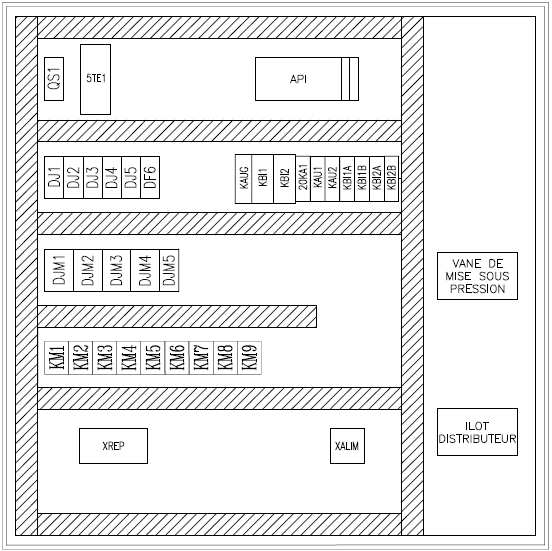 QS1
5TE1
API
DJ1
DJ2
DJ3
DJ4
DJ5
DF6
KAUG
KBI1
KBI2
20KA1
KAU1
KAU2
KBI1A
KBI1B
KBI2A
KBI2B
DJM1
DJM2
DJM3
DJM4
DJM5
VANE DE
MISE SOUS
PRESSION
KM1
KM2
KM3
KM4
KM5
KM6
KM7
KM8
KM9
XREP
XALIM
ILOT
DISTRIBUTEUR